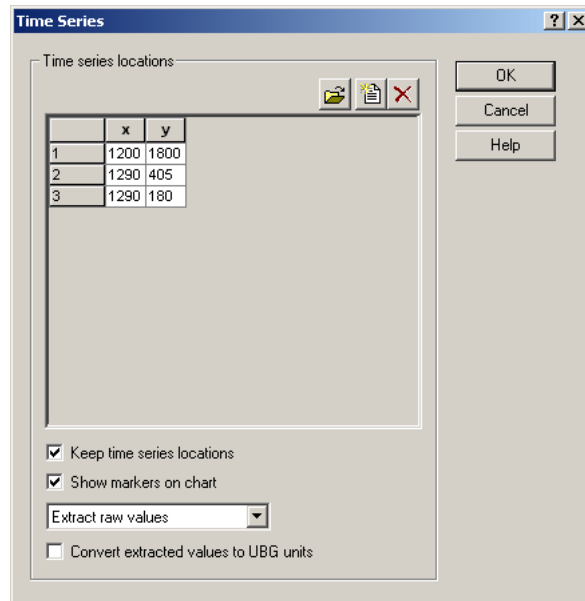 Time Series
Time series locations
OK
Cancel
Help
x y
1 1200 1800
2 1290 405
3 1290 180
Keep time series locations
Show markers on chart
Extract raw values
Convert extracted values to UBG units